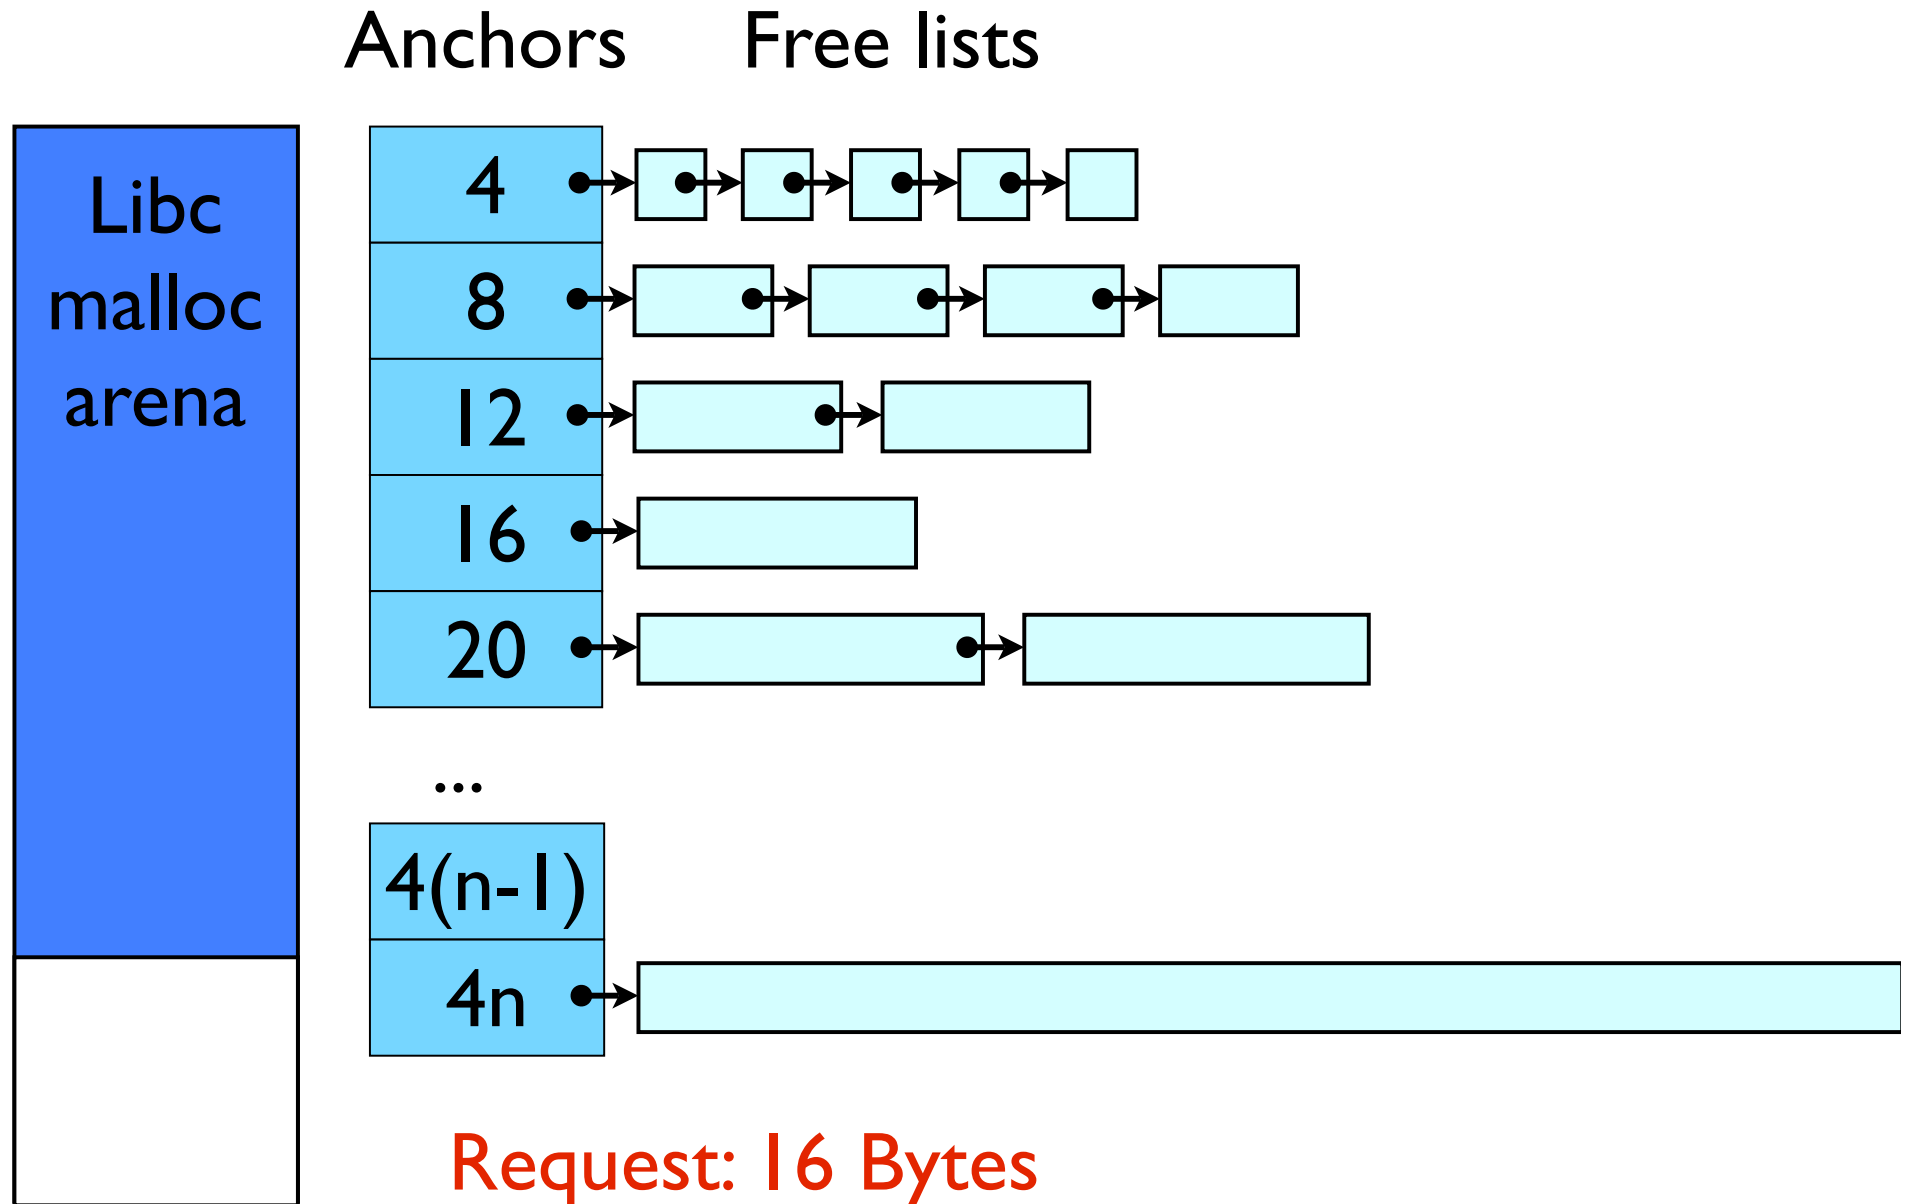 Anchors
Free lists
Libc
malloc
arena
4
8
12
16
20
...
4(n-1)
4n
Request: 16 Bytes